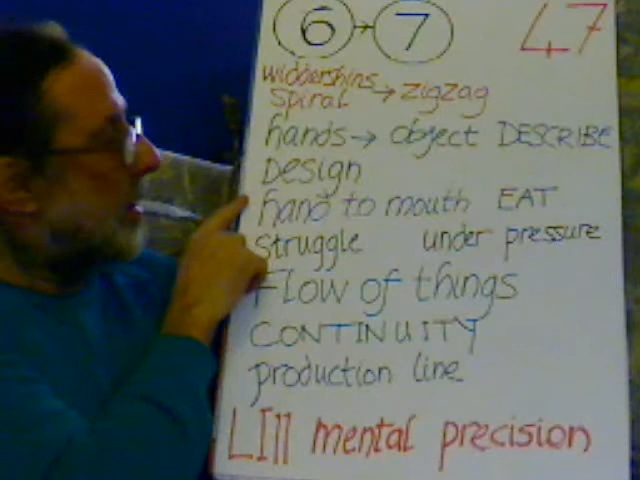 6 → 7 47
widdershins
spiral → zigzag
hands → object DESCRIBE
Design
hand to mouth EAT
struggle under pressure
Flow of things
CONTINUITY
production line
LIII mental precision